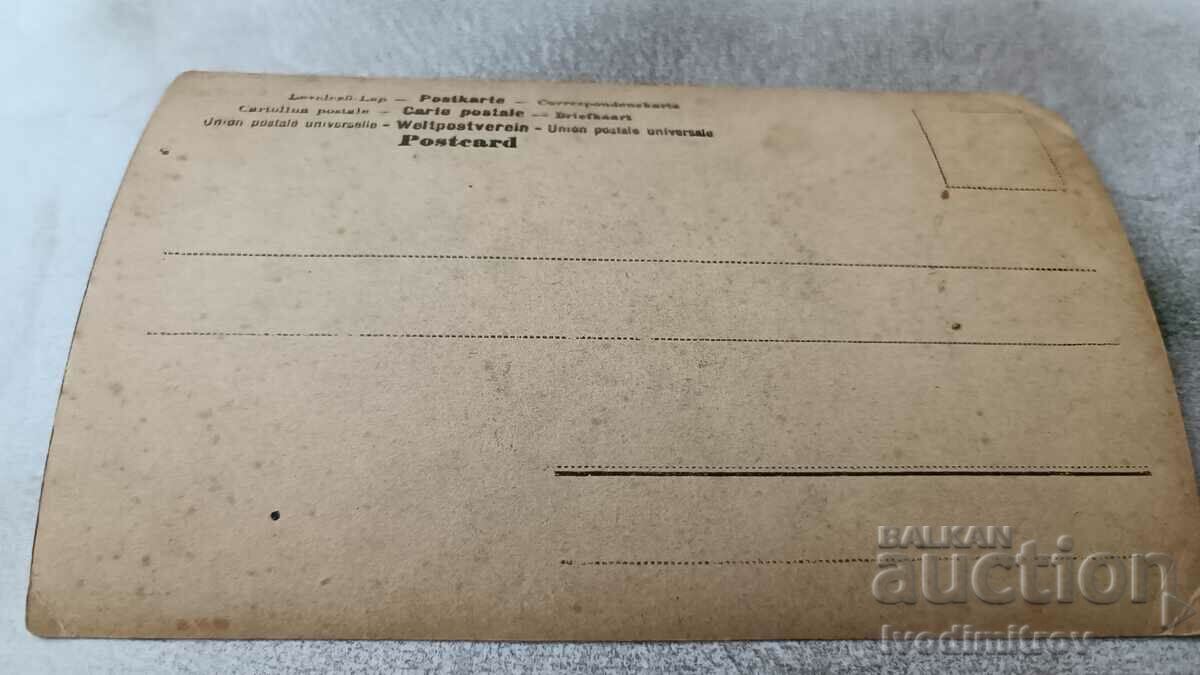 Levelező-Lap — Postkarte — Correspondenzkarte
Cartolina postale — Carte postale — Briefkaart
Union postale universelle - Weltpostverein - Union postale universale
Postcard
BALKAN
auction
ivodimitrov